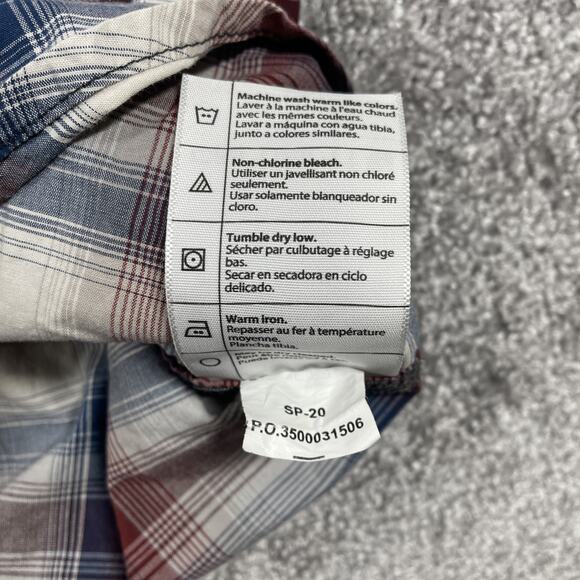 Machine wash warm like colors.
Laver à la machine à l'eau chaud
avec les mêmes couleurs.
Lavar a máquina con agua tibia,
junto a colores similares.
Non-chlorine bleach.
Utiliser un javellisant non chloré
seulement.
Usar solamente blanqueador sin
cloro.
Tumble dry low.
Sécher par culbutage à réglage
bas.
Secar en secadora en ciclo
delicado.
Warm iron.
Repasser au fer à température
moyenne.
Plancha tibia.
SP-20
P.O.3500031506